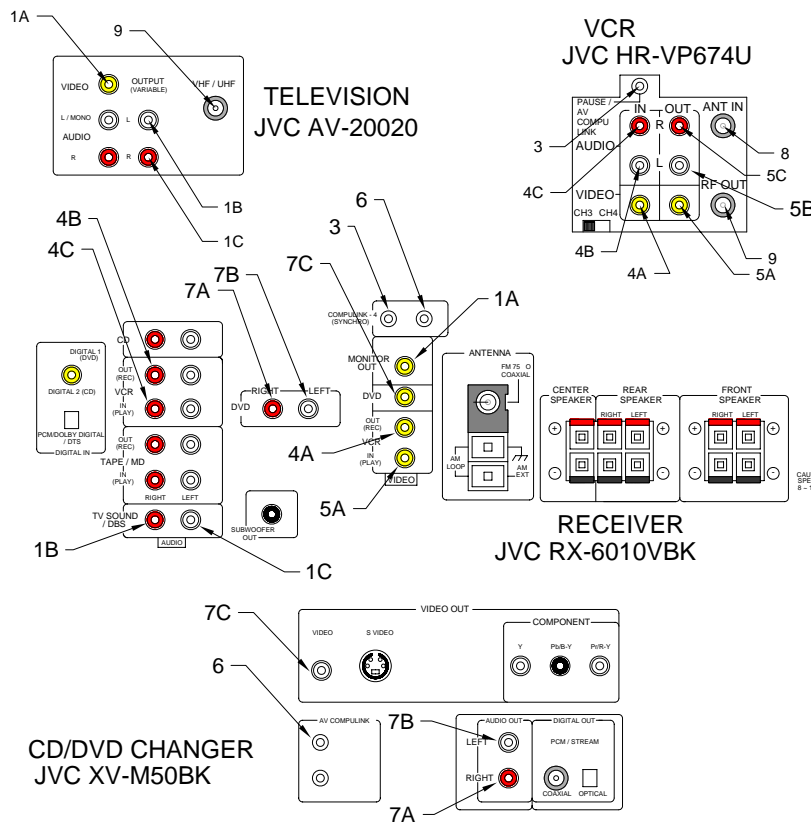 1A
9
VCR
JVC HR-VP674U
VIDEO
OUTPUT
(VARIABLE)
VHF / UHF
L / MONO
L
AUDIO
R
R
TELEVISION
JVC AV-20020
1B
1C
PAUSE /
AV
COMPU
LINK
IN
OUT
ANT IN
R
AUDIO
L
VIDEO
RF OUT
CH3 CH4
3
4C
4B
4A
8
5C
5B
9
5A
4B
4C
7A
7B
7C
3
6
1A
CD
OUT
(REC)
VCR
IN
(PLAY)
OUT
(REC)
TAPE / MD
IN
(PLAY)
RIGHT
LEFT
TV SOUND
/ DBS
AUDIO
1B
1C
DIGITAL 1
(DVD)
DIGITAL 2 (CD)
PCM/DOLBY DIGITAL
/ DTS
DIGITAL IN
RIGHT
LEFT
DVD
SUBWOOFER
OUT
COMPULINK - 4
(SYNCHRO)
MONITOR
OUT
DVD
OUT
(REC)
VCR
IN
(PLAY)
VIDEO
4A
5A
ANTENNA
FM 75 O
COAXIAL
AM
LOOP
AM
EXT
CENTER
SPEAKER
REAR
SPEAKER
RIGHT
LEFT
FRONT
SPEAKER
RIGHT
LEFT
+
-
+
-
CAU
SPE
8 ~ 1
RECEIVER
JVC RX-6010VBK
7C
VIDEO OUT
VIDEO
S VIDEO
COMPONENT
Y
Pb/B-Y
Pr/R-Y
6
AV COMPULINK
7B
AUDIO OUT
LEFT
RIGHT
7A
DIGITAL OUT
PCM / STREAM
COAXIAL
OPTICAL
CD/DVD CHANGER
JVC XV-M50BK